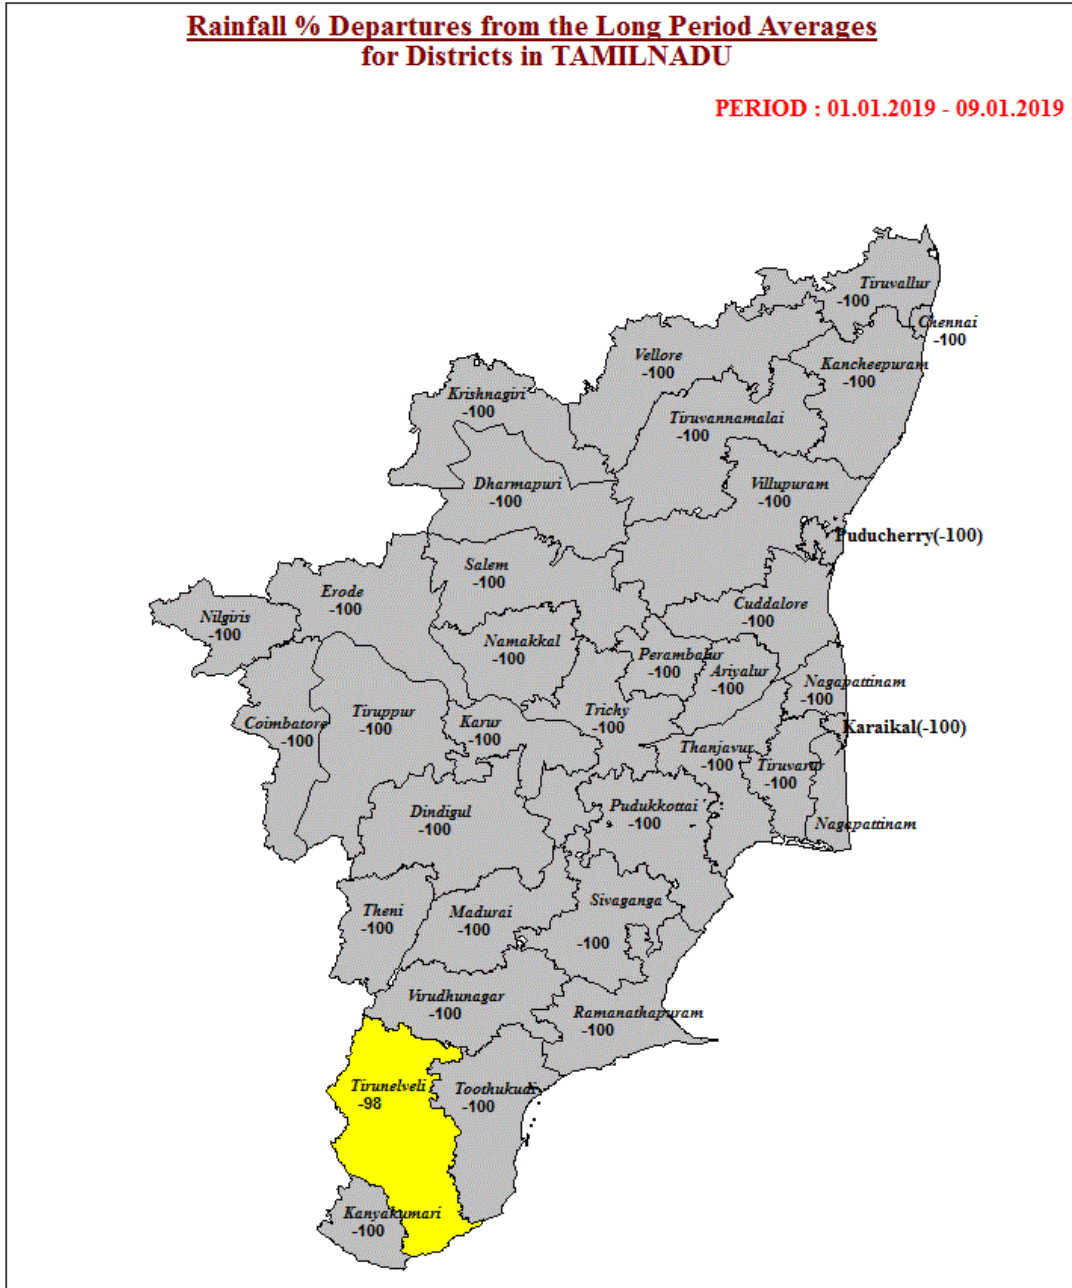 Rainfall % Departures from the Long Period Averages
for Districts in TAMILNADU
PERIOD : 01.01.2019 - 09.01.2019
Tiruvallur
-100
Chennai
-100
Vellore
-100
Kancheepuram
-100
Krishnagiri
-100
Tiruvannamalai
-100
Dharmapuri
-100
Villupuram
-100
Puducherry(-100)
Salem
-100
Erode
-100
Cuddalore
-100
Nilgiris
-100
Namakkal
-100
Perambalur
-100
Ariyalur
-100
Nagapattinam
-100
Coimbatore
-100
Tiruppur
-100
Karur
-100
Trichy
-100
Karaikal(-100)
Thanjavur
-100
Tiruvarur
-100
Dindigul
-100
Pudukkottai
-100
Nagapattinam
Theni
-100
Madurai
-100
Sivaganga
-100
Virudhunagar
-100
Ramanathapuram
-100
Tirunelveli
-98
Toothukudi
-100
Kanyakumari
-100